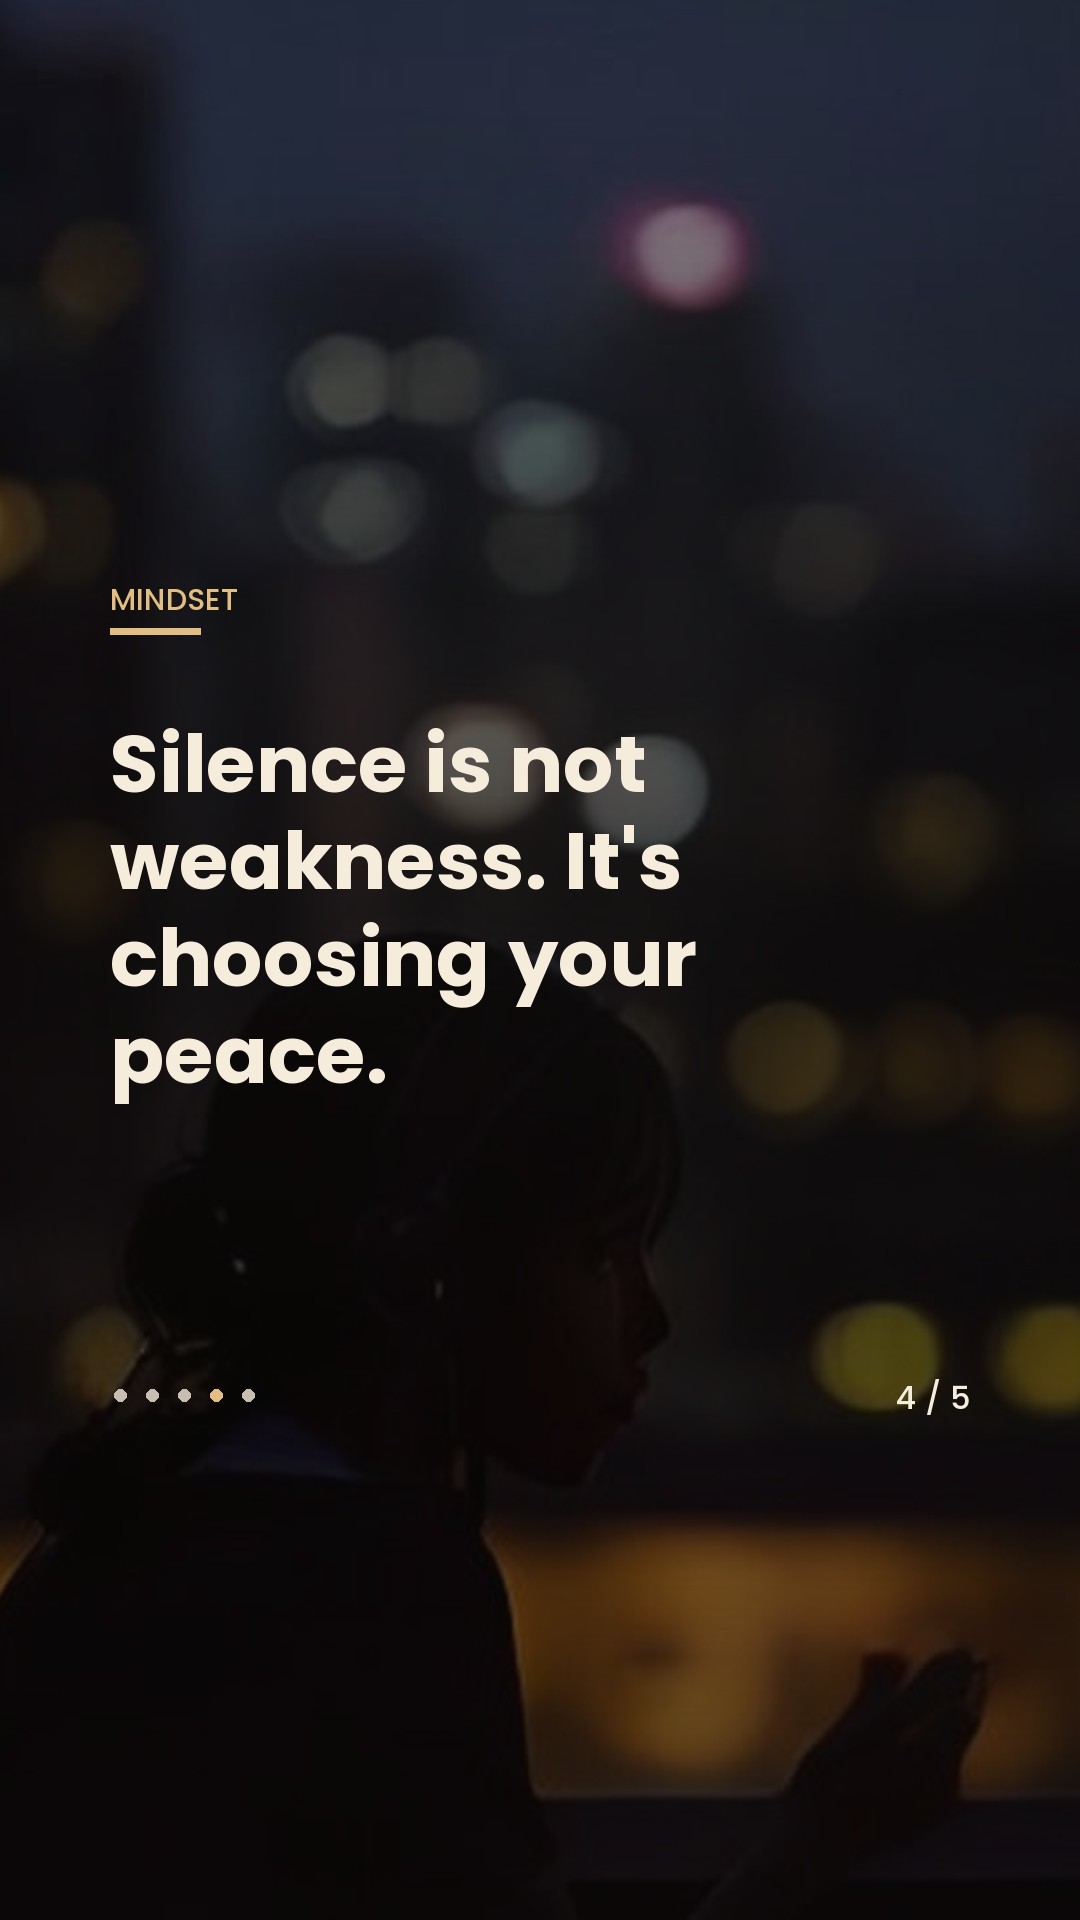 MINDSET
Silence is not
weakness. It's
choosing your
peace.
4 / 5